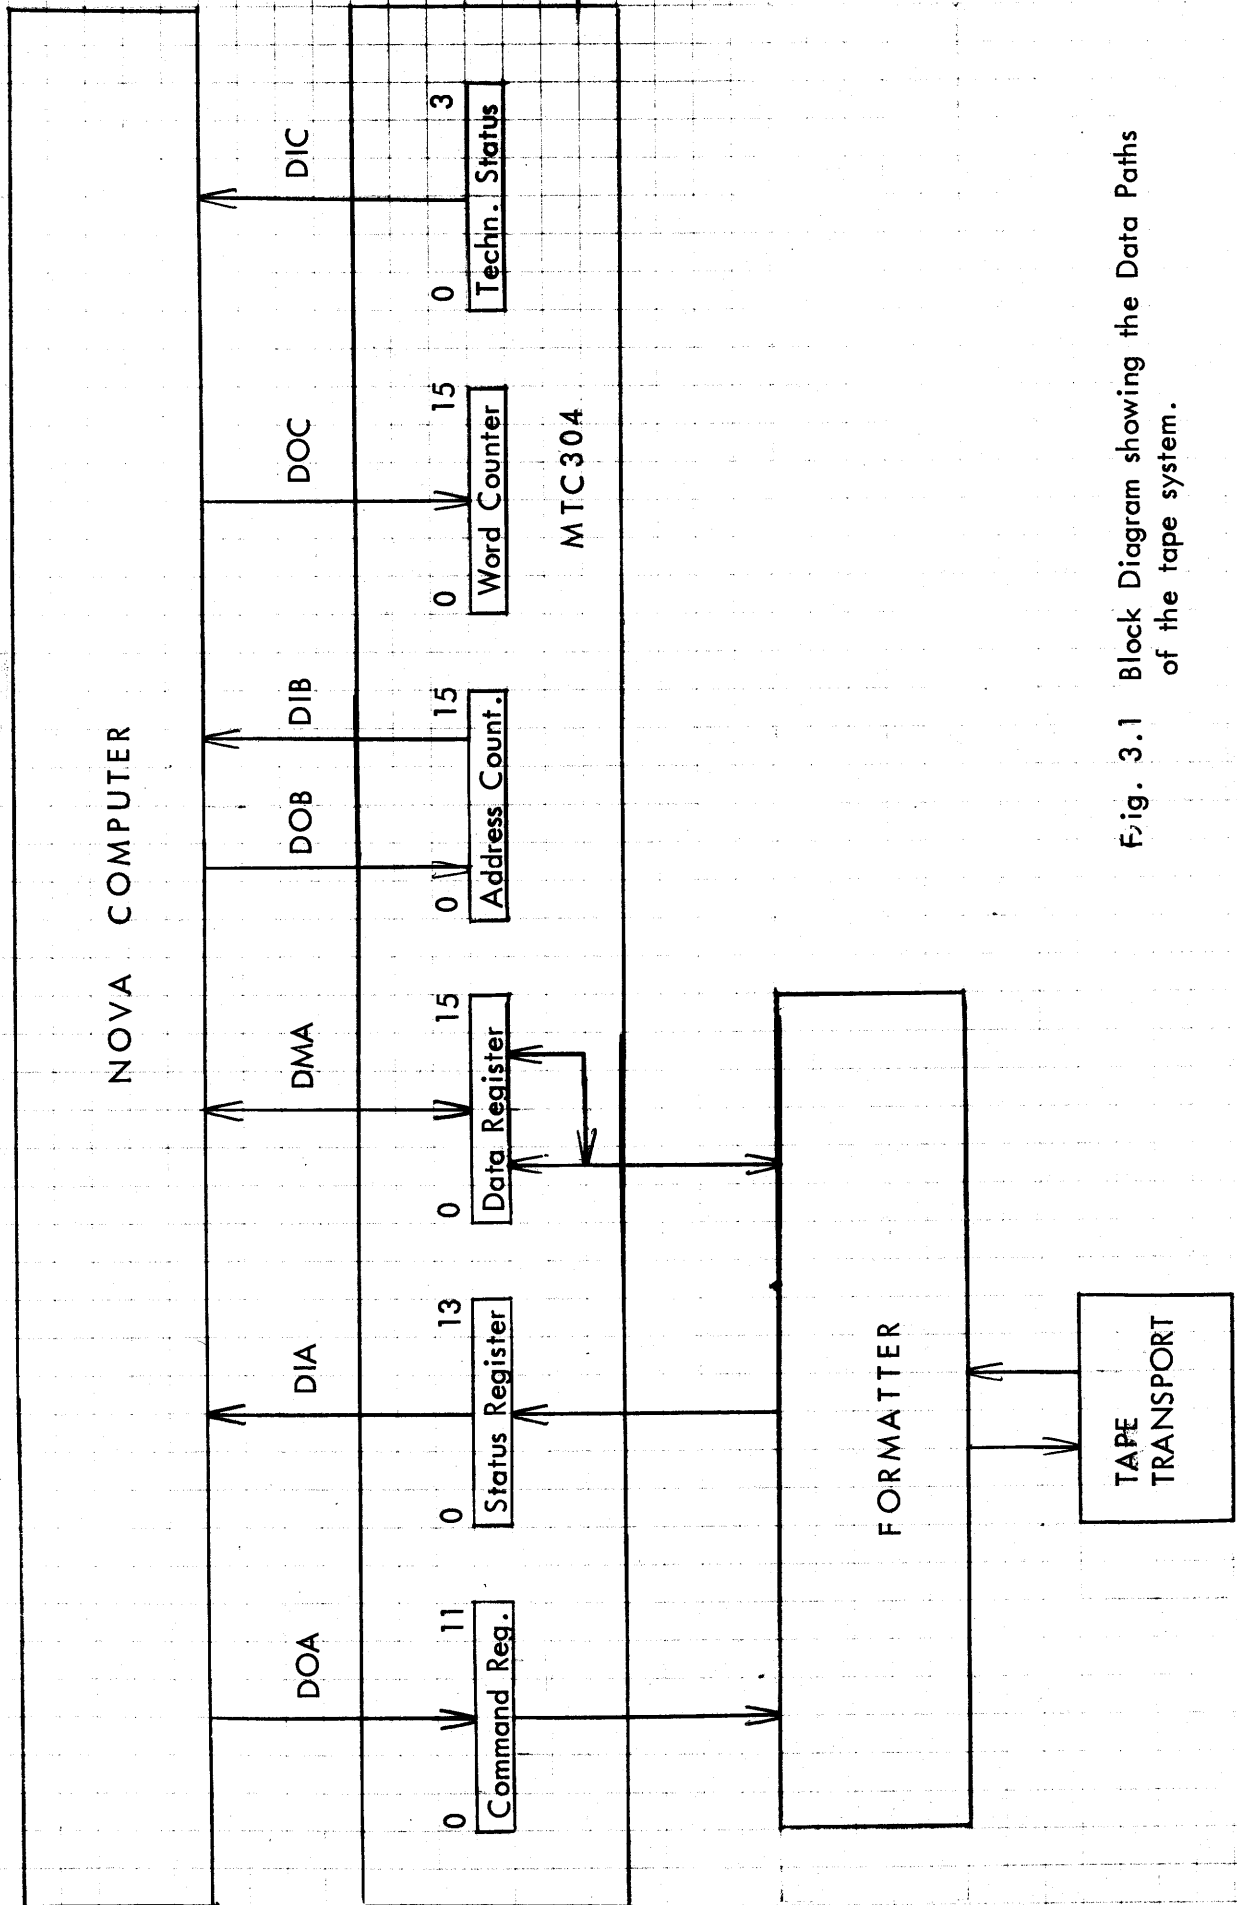 NOVA COMPUTER
DOA
DIA
DMA
DOB
DIB
DOC
DIC
0 11
Command Reg.
0 13
Status Register
0 15
Data Register
0 15
Address Count.
0 15
Word Counter
0 3
Techn. Status
MTC304
FORMATTER
TAPE
TRANSPORT
Fig. 3.1 Block Diagram showing the Data Paths
of the tape system.